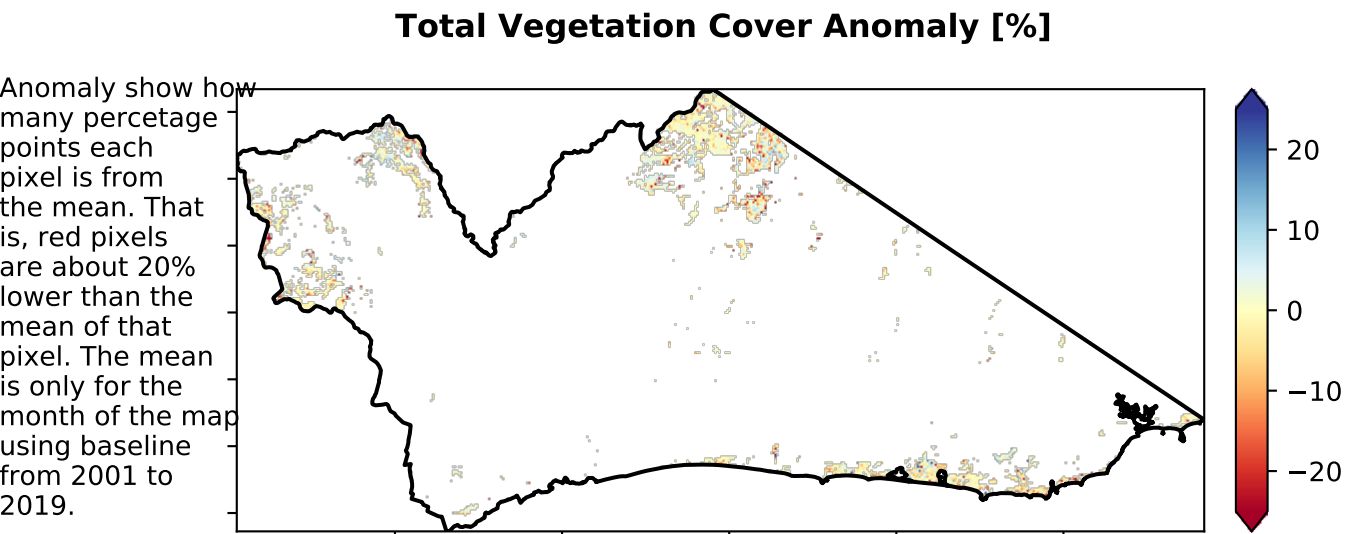 Total Vegetation Cover Anomaly [%]
Anomaly show how
many percetage
points each
pixel is from
the mean. That
is, red pixels
are about 20%
lower than the
mean of that
pixel. The mean
is only for the
month of the map
using baseline
from 2001 to
2019.
20
10
0
−10
−20